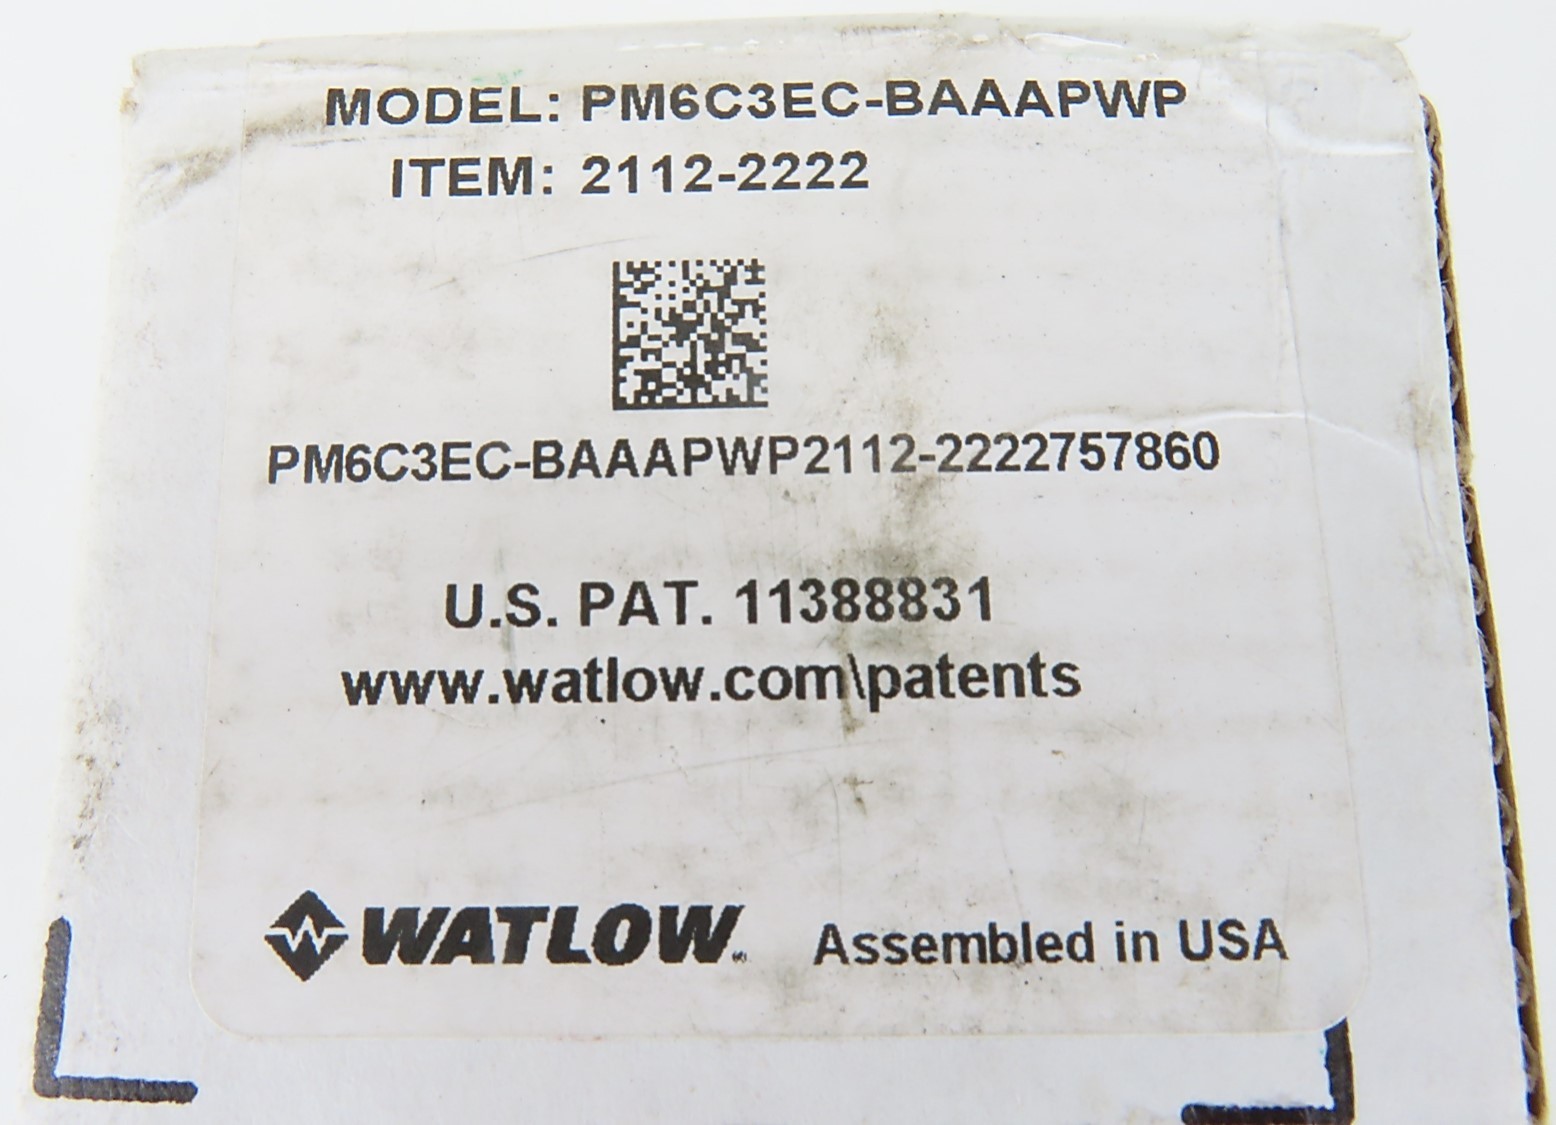 MODEL: PM6C3EC-BAAAPWP
ITEM: 2112-2222
PM6C3EC-BAAAPWP2112-2222757860
U.S. PAT. 11388831
www.watlow.com\patents
WATLOW® Assembled in USA